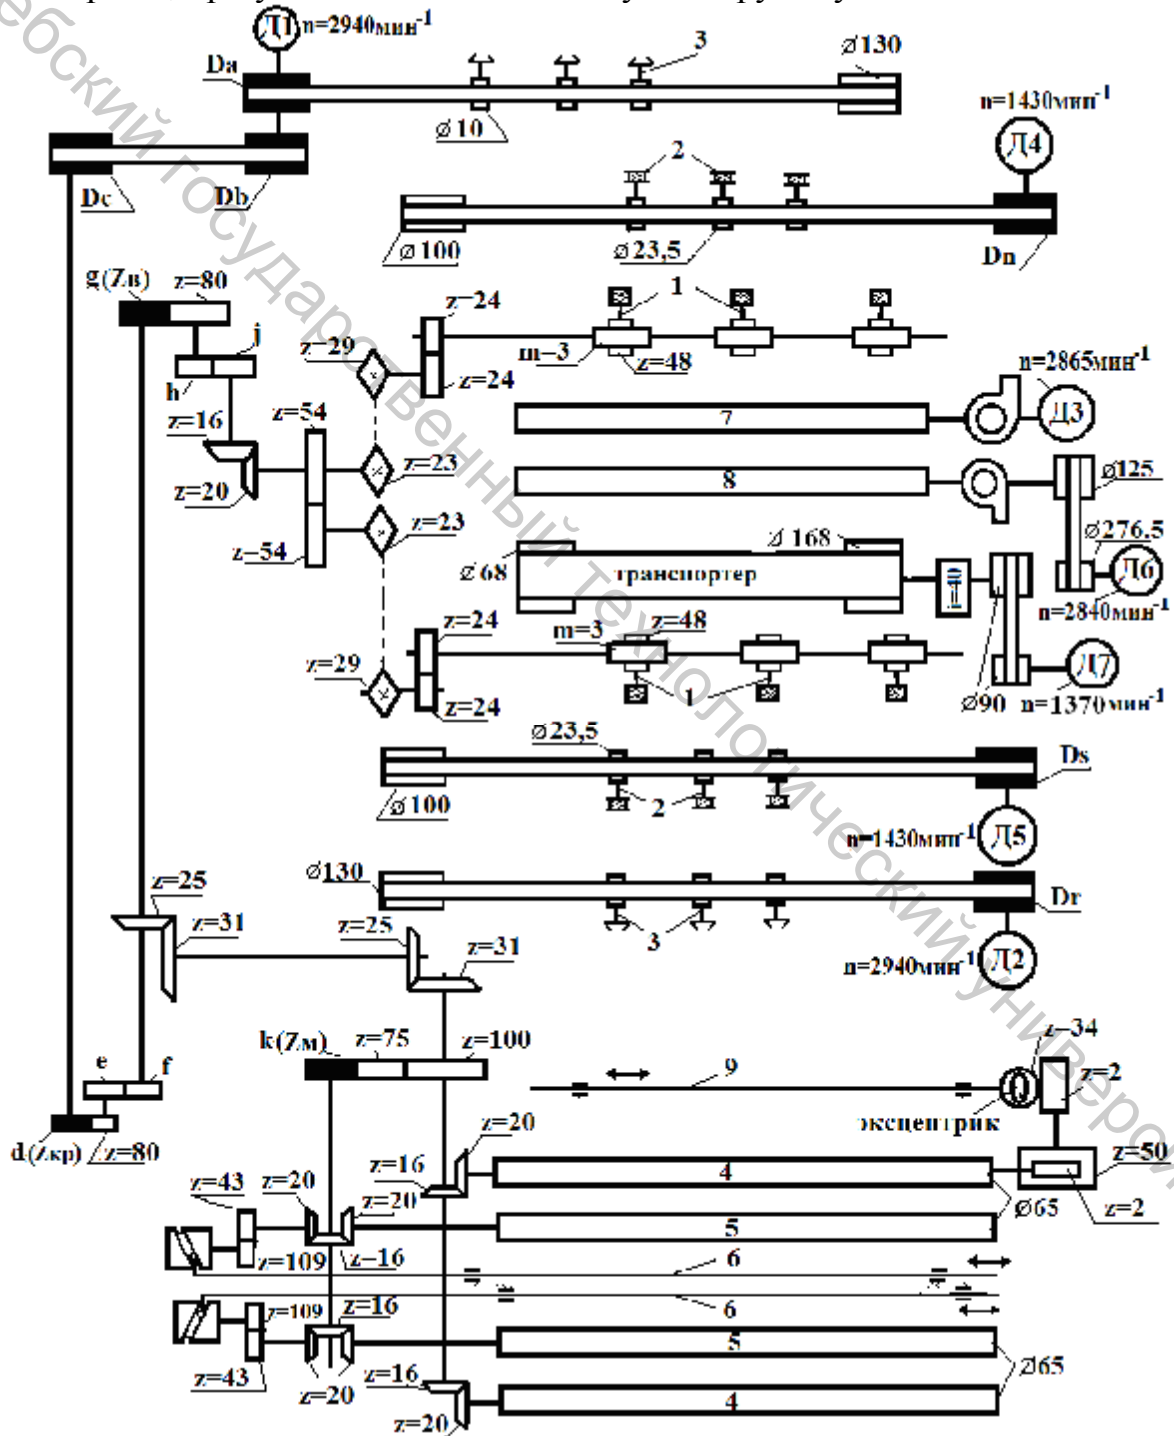 Д1 n=2940мин-1
Da
3
Ø130
Ø10
n=1430мин-1
Д4
2
Dc
Db
Ø100
Ø23,5
Dn
g(Zв)
z=80
z=24
1
j
z=29
m=3
z=48
h
z=24
n=2865мин-1
z=16
z=54
7
Д3
z=23
8
Ø125
z=20
z=23
z=54
Ø68
Ø168
транспортер
i=40
Ø276.5
Д6
n=2840мин-1
z=24
m=3
z=48
z=29
1
Д7
z=24
Ø90 n=1370мин-1
Ø23,5
Ds
Ø100
2
n=1430мин-1 Д5
z=25
Ø130
Dr
z=31
z=25
z=31
3
n=2940мин-1 Д2
k(Zм)
z=75
z=100
z=34
e
f
9
z=2
эксцентрик
d(Zкр)
z=80
z=20
z=50
z=43
z=20
z=16
4
z=20
Ø65
z=2
5
z=109
z=16
6
z=109
z=16
6
5
z=43
z=20
z=16
Ø65
4
z=20
ебский государственный технологический университ